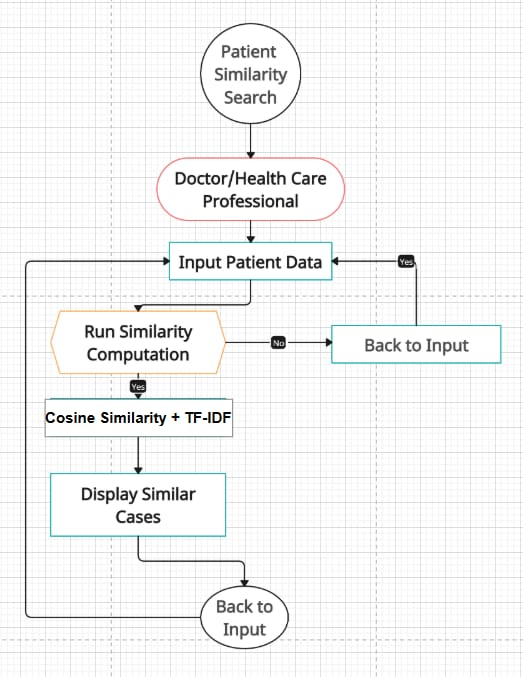 Patient
Similarity
Search
Doctor/Health Care
Professional
Input Patient Data
Yes
Run Similarity
Computation
No
Back to Input
Yes
Cosine Similarity + TF-IDF
Display Similar
Cases
Back to
Input